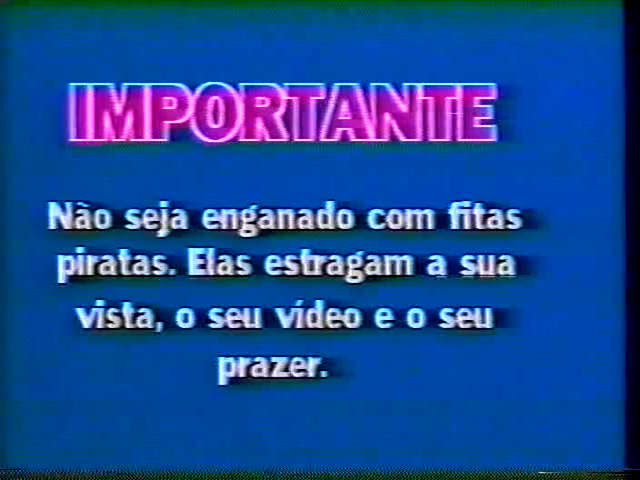 IMPORTANTE
Não seja enganado com fitas
piratas. Elas estragam a sua
vista, o seu vídeo e o seu
prazer.